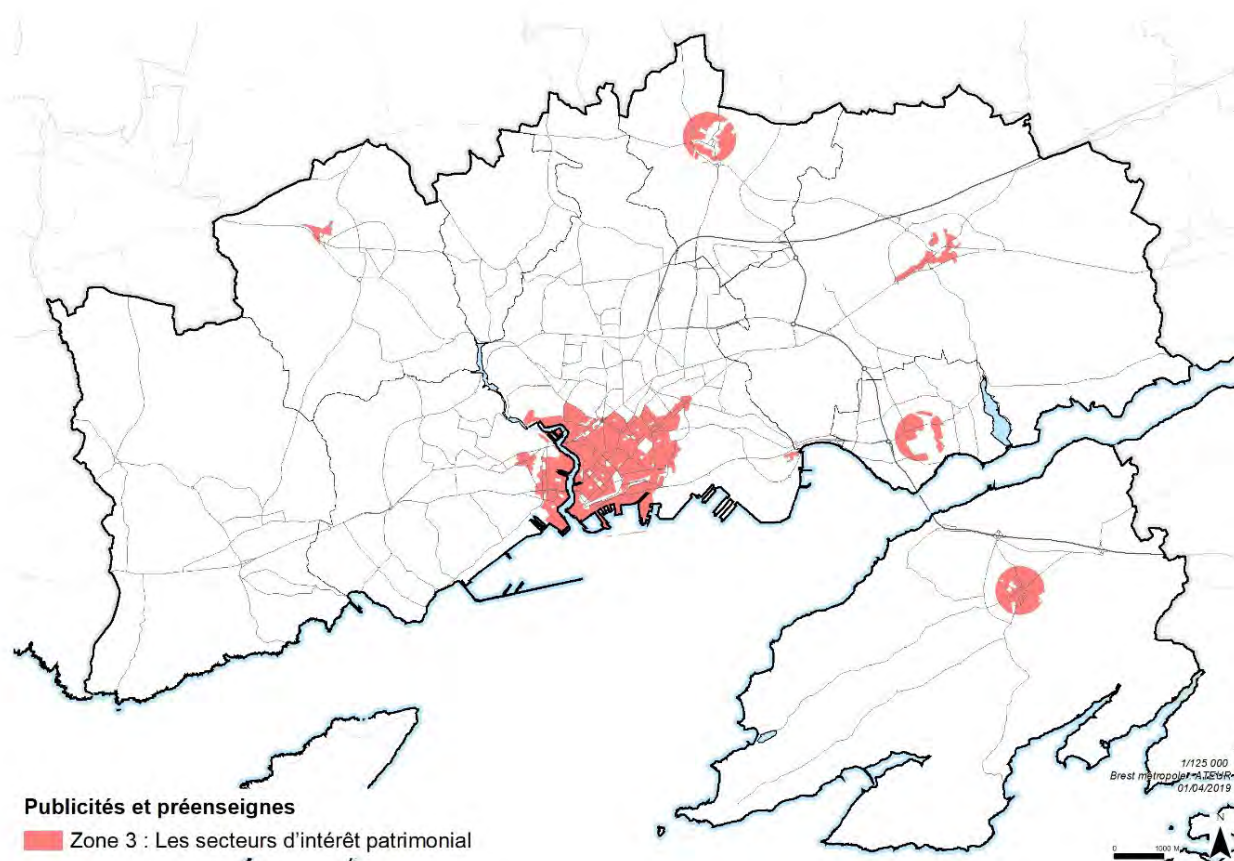 1/125 000
Brest métropole, ATEUR
01/04/2019
Publicités et préenseignes
N
Zone 3 : Les secteurs d'intérêt patrimonial
0 1000 M